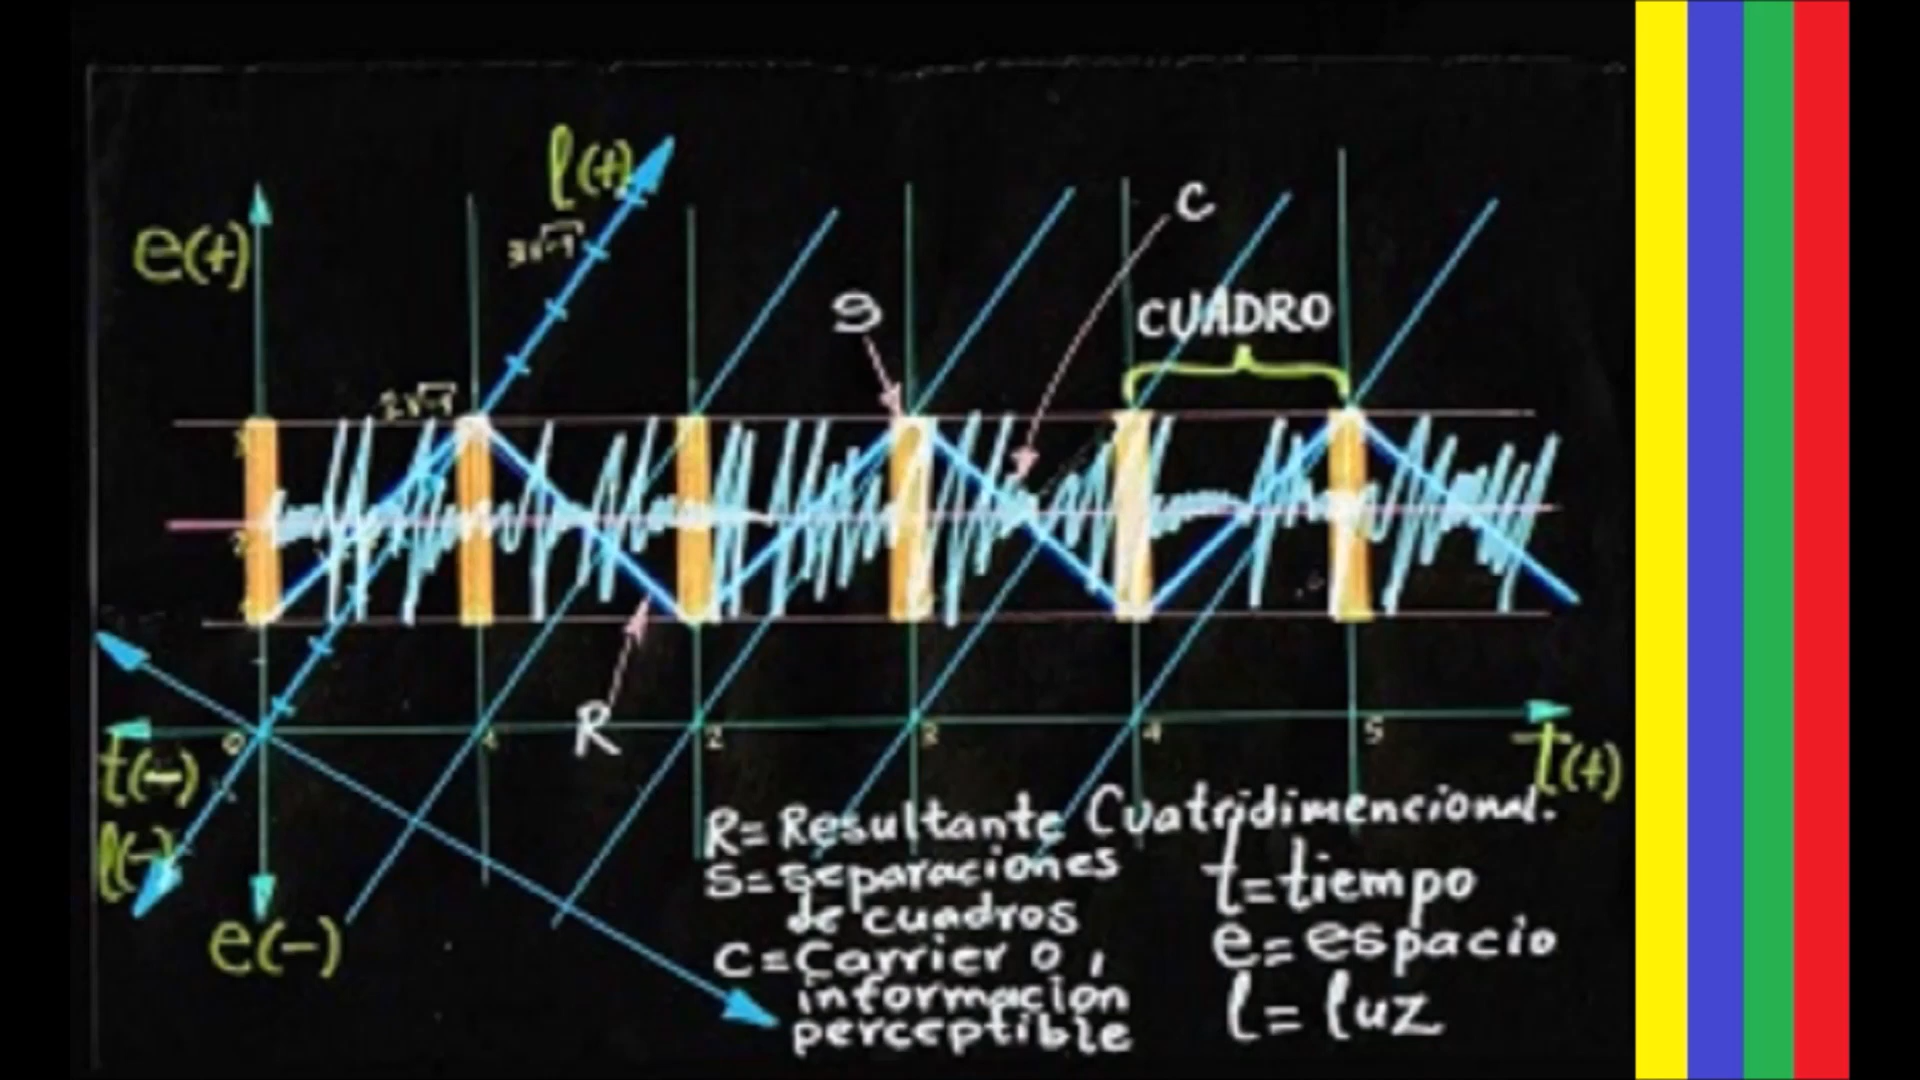 l(+)
e(+)
3√-1
C
S
CUADRO
2√-1
R
0
1
2
3
4
5
t(-)
t(+)
l(-)
e(-)
R= Resultante Cuatridimencional.
S= separaciones
de cuadros
C= Carrier o
informacion
perceptible
t= tiempo
e= espacio
l= luz